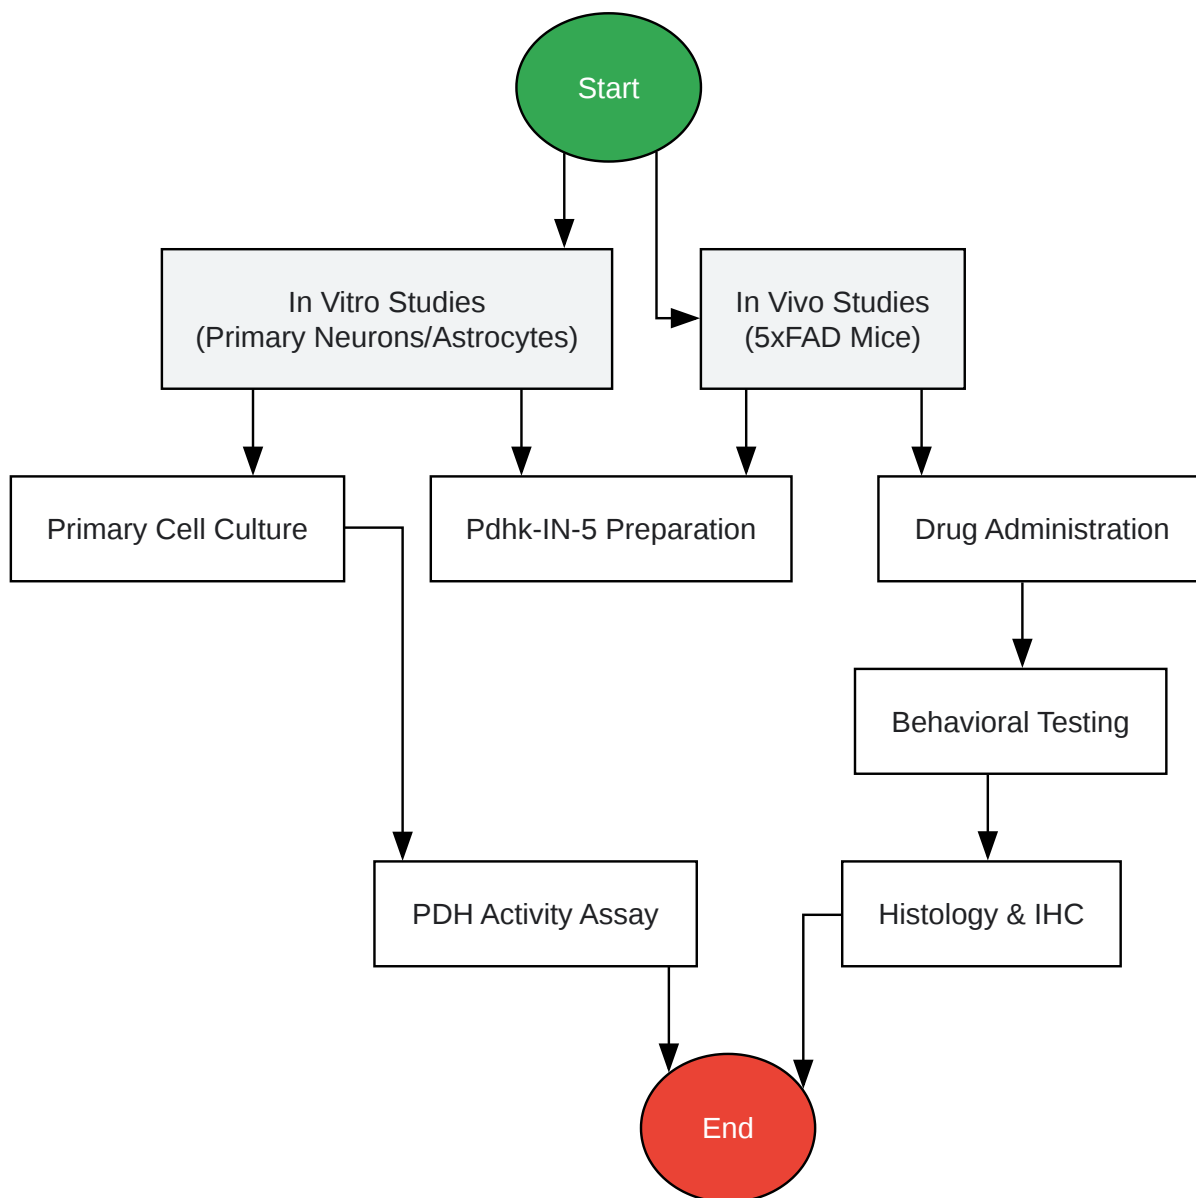 Start
In Vitro Studies
(Primary Neurons/Astrocytes)
In Vivo Studies
(5xFAD Mice)
Primary Cell Culture
Pdhk-IN-5 Preparation
Drug Administration
Behavioral Testing
PDH Activity Assay
Histology & IHC
End